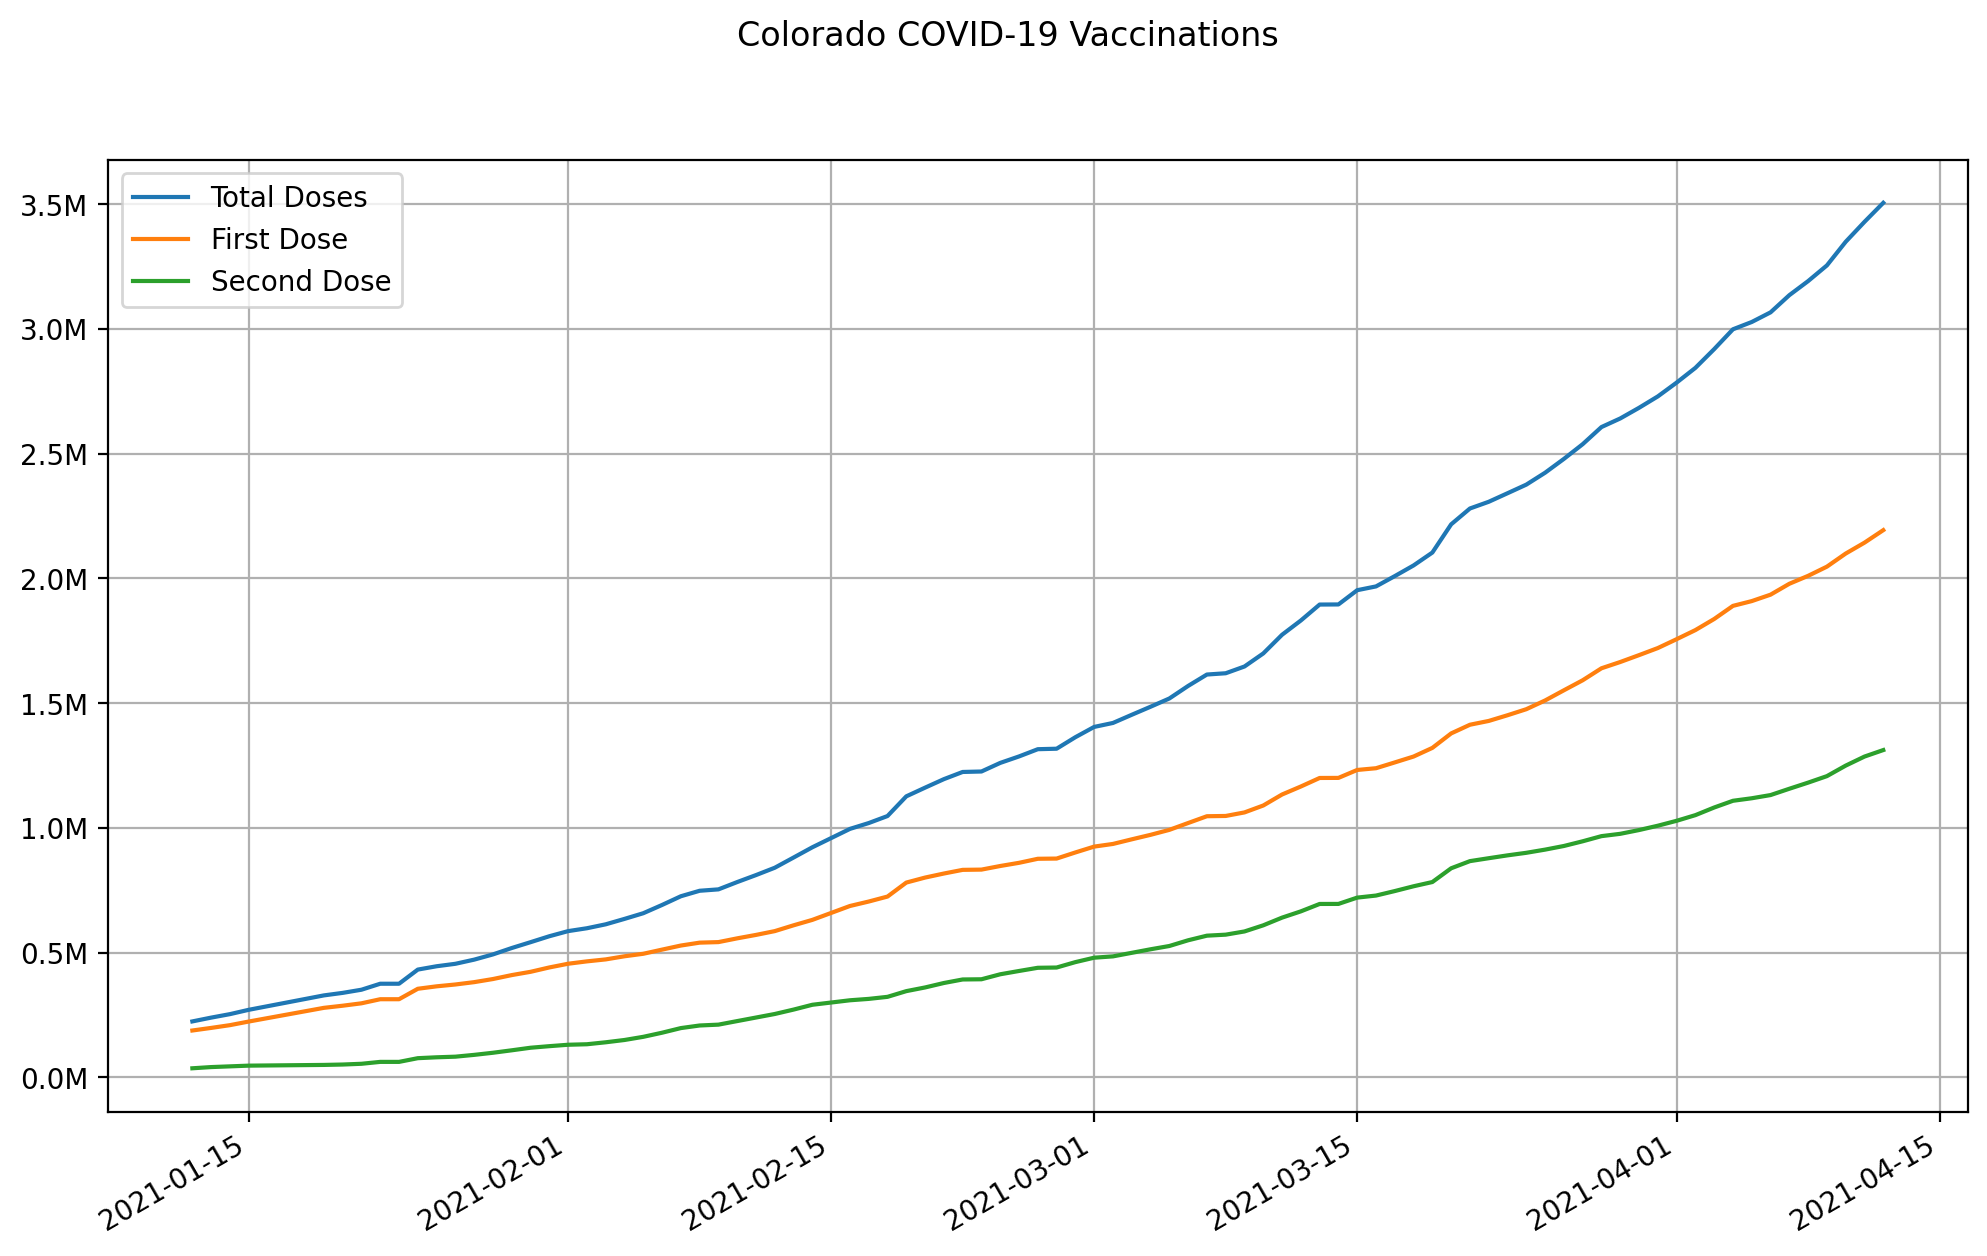 Colorado COVID-19 Vaccinations
Total Doses
First Dose
Second Dose
3.5M
3.0M
2.5M
2.0M
1.5M
1.0M
0.5M
0.0M
2021-01-15
2021-02-01
2021-02-15
2021-03-01
2021-03-15
2021-04-01
2021-04-15